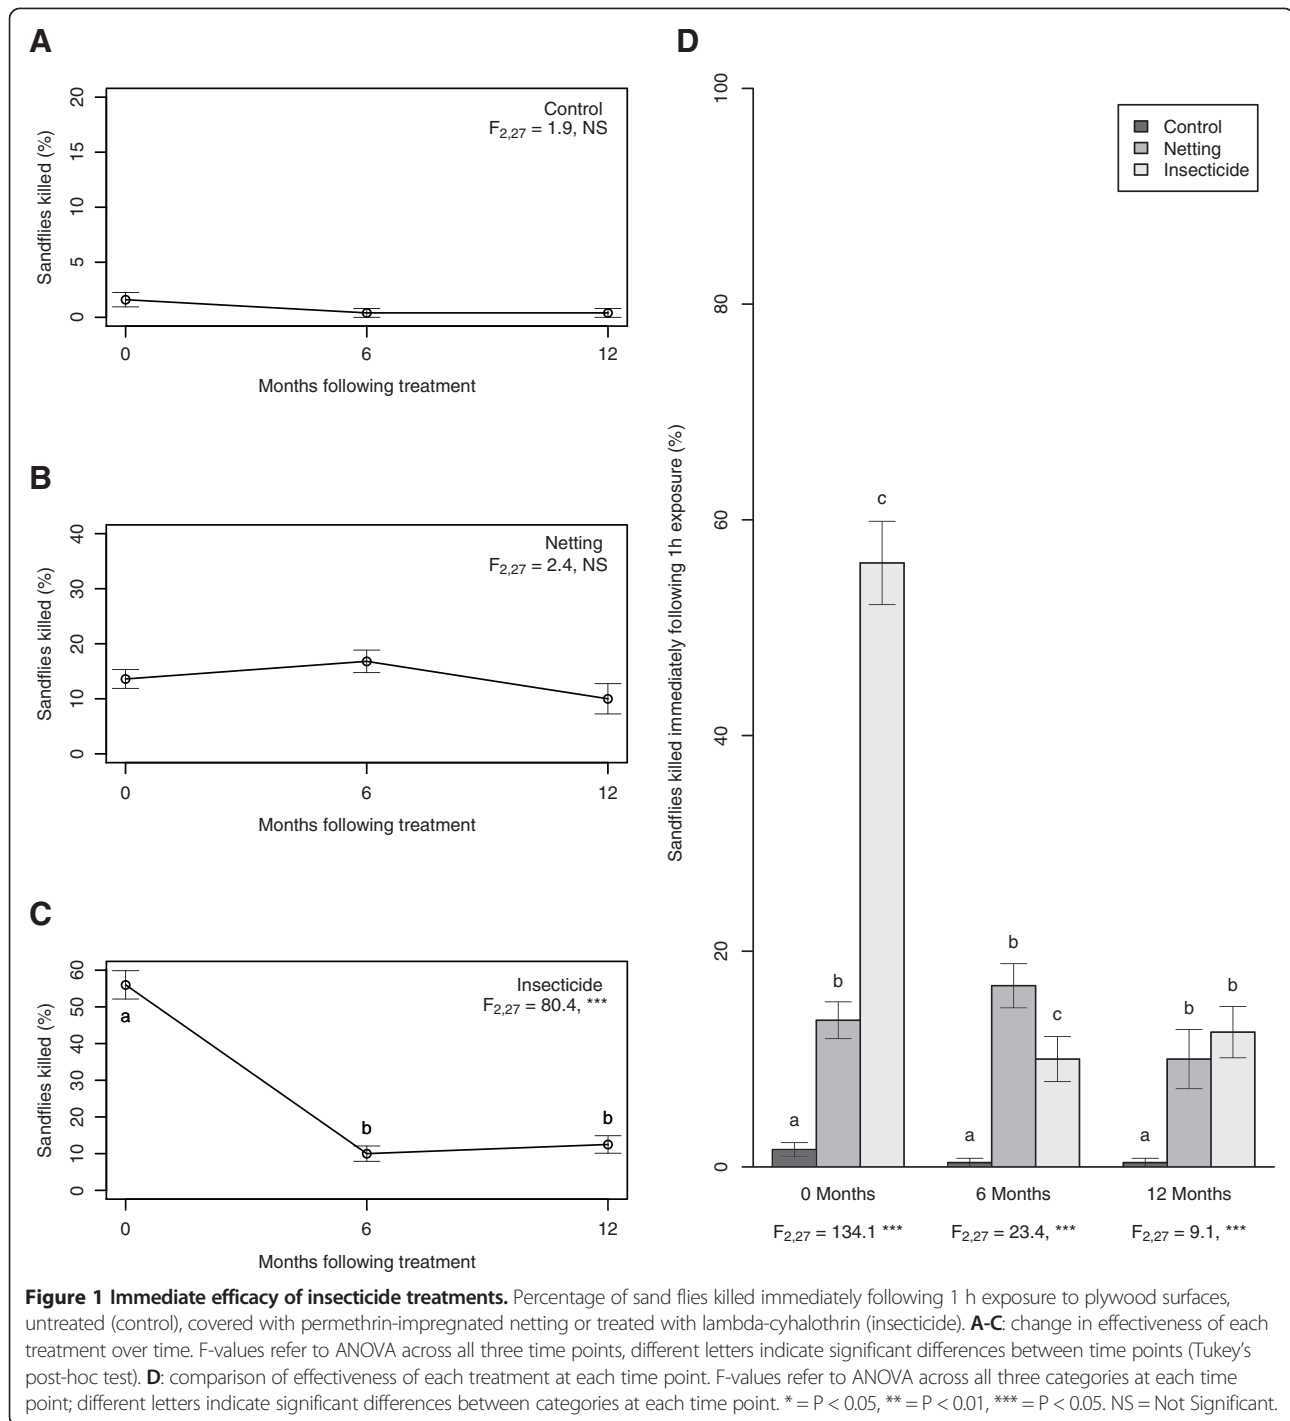 A
20
15
10
5
0
Sandflies killed (%)
Control
F2,27 = 1.9, NS
0 6 12
Months following treatment
B
40
30
20
10
0
Sandflies killed (%)
Netting
F2,27 = 2.4, NS
0 6 12
Months following treatment
C
60
50
40
30
20
10
0
Sandflies killed (%)
Insecticide
F2,27 = 80.4, ***
a
b
b
0 6 12
Months following treatment
D
100
80
60
40
20
0
Sandflies killed immediately following 1h exposure (%)
Control
Netting
Insecticide
a b c
a b c
a b b
0 Months 6 Months 12 Months
F2,27 = 134.1 *** F2,27 = 23.4, *** F2,27 = 9.1, ***
Figure 1 Immediate efficacy of insecticide treatments. Percentage of sand flies killed immediately following 1 h exposure to plywood surfaces,
untreated (control), covered with permethrin-impregnated netting or treated with lambda-cyhalothrin (insecticide). A-C: change in effectiveness of each
treatment over time. F-values refer to ANOVA across all three time points, different letters indicate significant differences between time points (Tukey's
post-hoc test). D: comparison of effectiveness of each treatment at each time point. F-values refer to ANOVA across all three categories at each time
point; different letters indicate significant differences between categories at each time point. * = P < 0.05, ** = P < 0.01, *** = P < 0.05. NS = Not Significant.